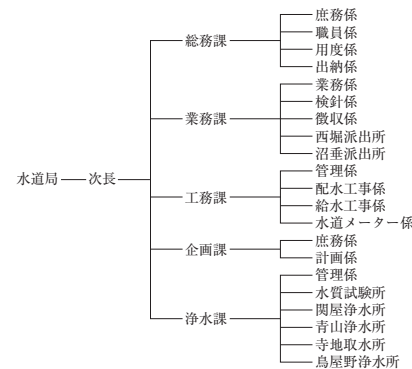 水道局
次長
総務課
庶務係
職員係
用度係
出納係
業務課
業務係
検針係
徴収係
西堀派出所
沼垂派出所
工務課
管理係
配水工事係
給水工事係
水道メーター係
企画課
庶務係
計画係
浄水課
管理係
水質試験所
関屋浄水所
青山浄水所
寺地取水所
鳥屋野浄水所